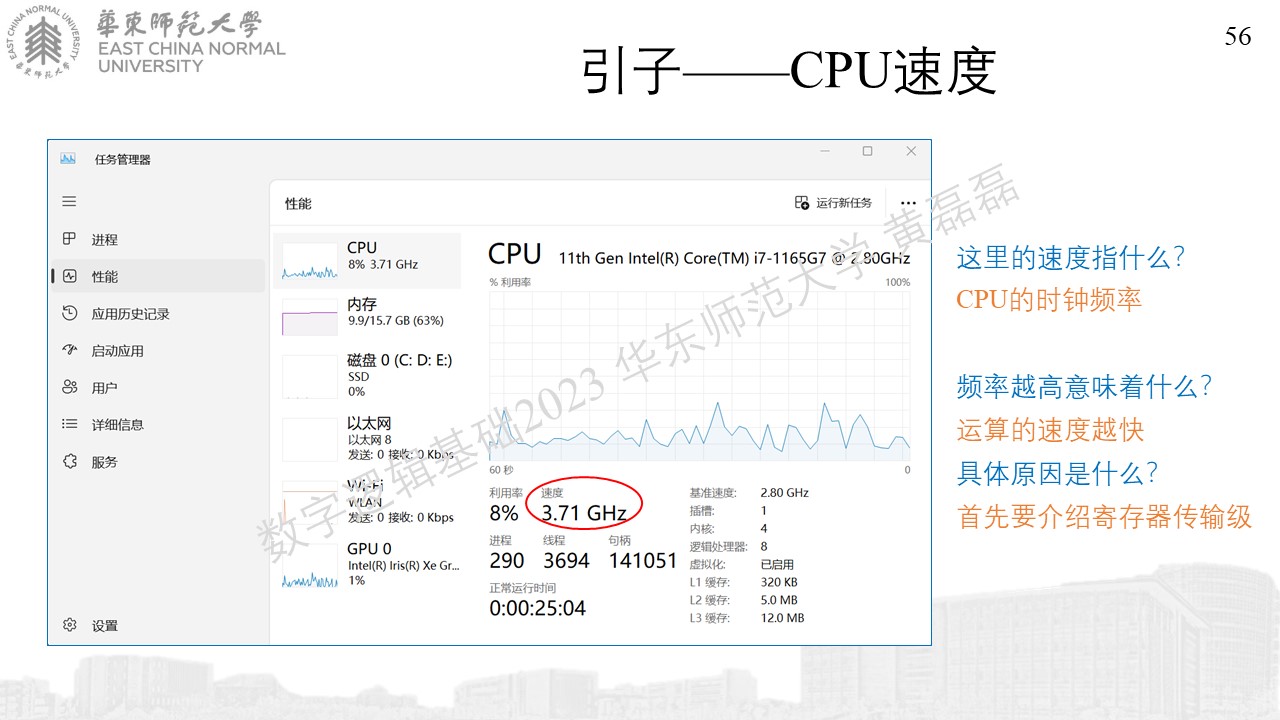 華東師範大學
EAST CHINA NORMAL
UNIVERSITY
EAST CHINA NORMAL UNIVERSITY
華東師範大學
56
引子——CPU速度
任务管理器
性能
运行新任务
进程
性能
应用历史记录
启动应用
用户
详细信息
服务
设置
CPU
8% 3.71 GHz
内存
9.9/15.7 GB (63%)
磁盘 0 (C: D: E:)
SSD
0%
以太网
以太网 8
发送: 0 接收: 0 Kbps
Wi-Fi
WLAN
发送: 0 接收: 0 Kbps
GPU 0
Intel(R) Iris(R) Xe Gr...
1%
CPU 11th Gen Intel(R) Core(TM) i7-1165G7 @ 2.80GHz
% 利用率 100%
60 秒 0
利用率 速度
8% 3.71 GHz
进程 线程 句柄
290 3694 141051
正常运行时间
0:00:25:04
基准速度: 2.80 GHz
插槽: 1
内核: 4
逻辑处理器: 8
虚拟化: 已启用
L1 缓存: 320 KB
L2 缓存: 5.0 MB
L3 缓存: 12.0 MB
这里的速度指什么？
CPU的时钟频率
频率越高意味着什么？
运算的速度越快
具体原因是什么？
首先要介绍寄存器传输级
数字逻辑基础2023 华东师范大学 黄磊磊